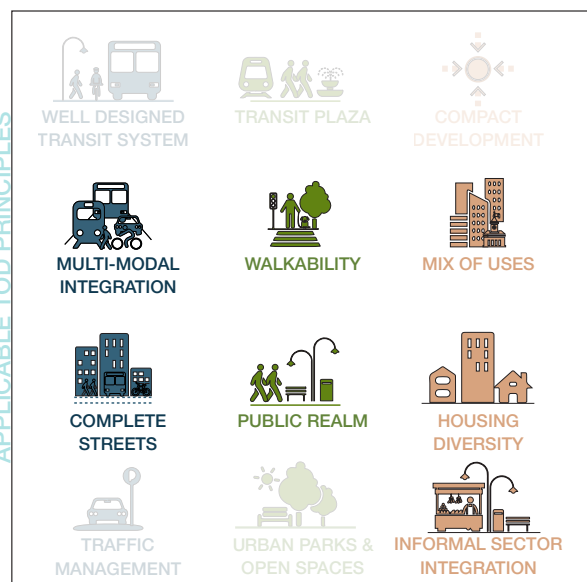 APPLICABLE TOD PRINCIPLES
WELL DESIGNED
TRANSIT SYSTEM
TRANSIT PLAZA
COMPACT
DEVELOPMENT
MULTI-MODAL
INTEGRATION
WALKABILITY
MIX OF USES
COMPLETE
STREETS
PUBLIC REALM
HOUSING
DIVERSITY
TRAFFIC
MANAGEMENT
URBAN PARKS &
OPEN SPACES
INFORMAL SECTOR
INTEGRATION